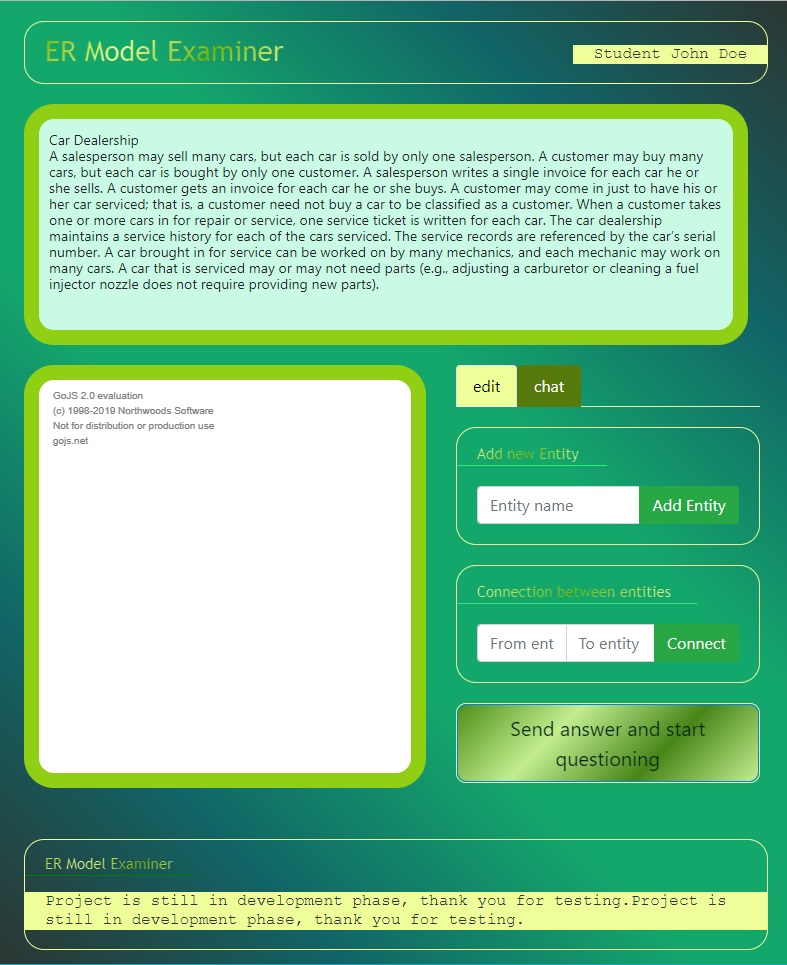 ER Model Examiner
Student John Doe
Car Dealership
A salesperson may sell many cars, but each car is sold by only one salesperson. A customer may buy many
cars, but each car is bought by only one customer. A salesperson writes a single invoice for each car he or
she sells. A customer gets an invoice for each car he or she buys. A customer may come in just to have his or
her car serviced; that is, a customer need not buy a car to be classified as a customer. When a customer takes
one or more cars in for repair or service, one service ticket is written for each car. The car dealership
maintains a service history for each of the cars serviced. The service records are referenced by the car’s serial
number. A car brought in for service can be worked on by many mechanics, and each mechanic may work on
many cars. A car that is serviced may or may not need parts (e.g., adjusting a carburetor or cleaning a fuel
injector nozzle does not require providing new parts).
GoJS 2.0 evaluation
(c) 1998-2019 Northwoods Software
Not for distribution or production use
gojs.net
edit
chat
Add new Entity
Entity name
Add Entity
Connection between entities
From ent
To entity
Connect
Send answer and start
questioning
ER Model Examiner
Project is still in development phase, thank you for testing.Project is
still in development phase, thank you for testing.